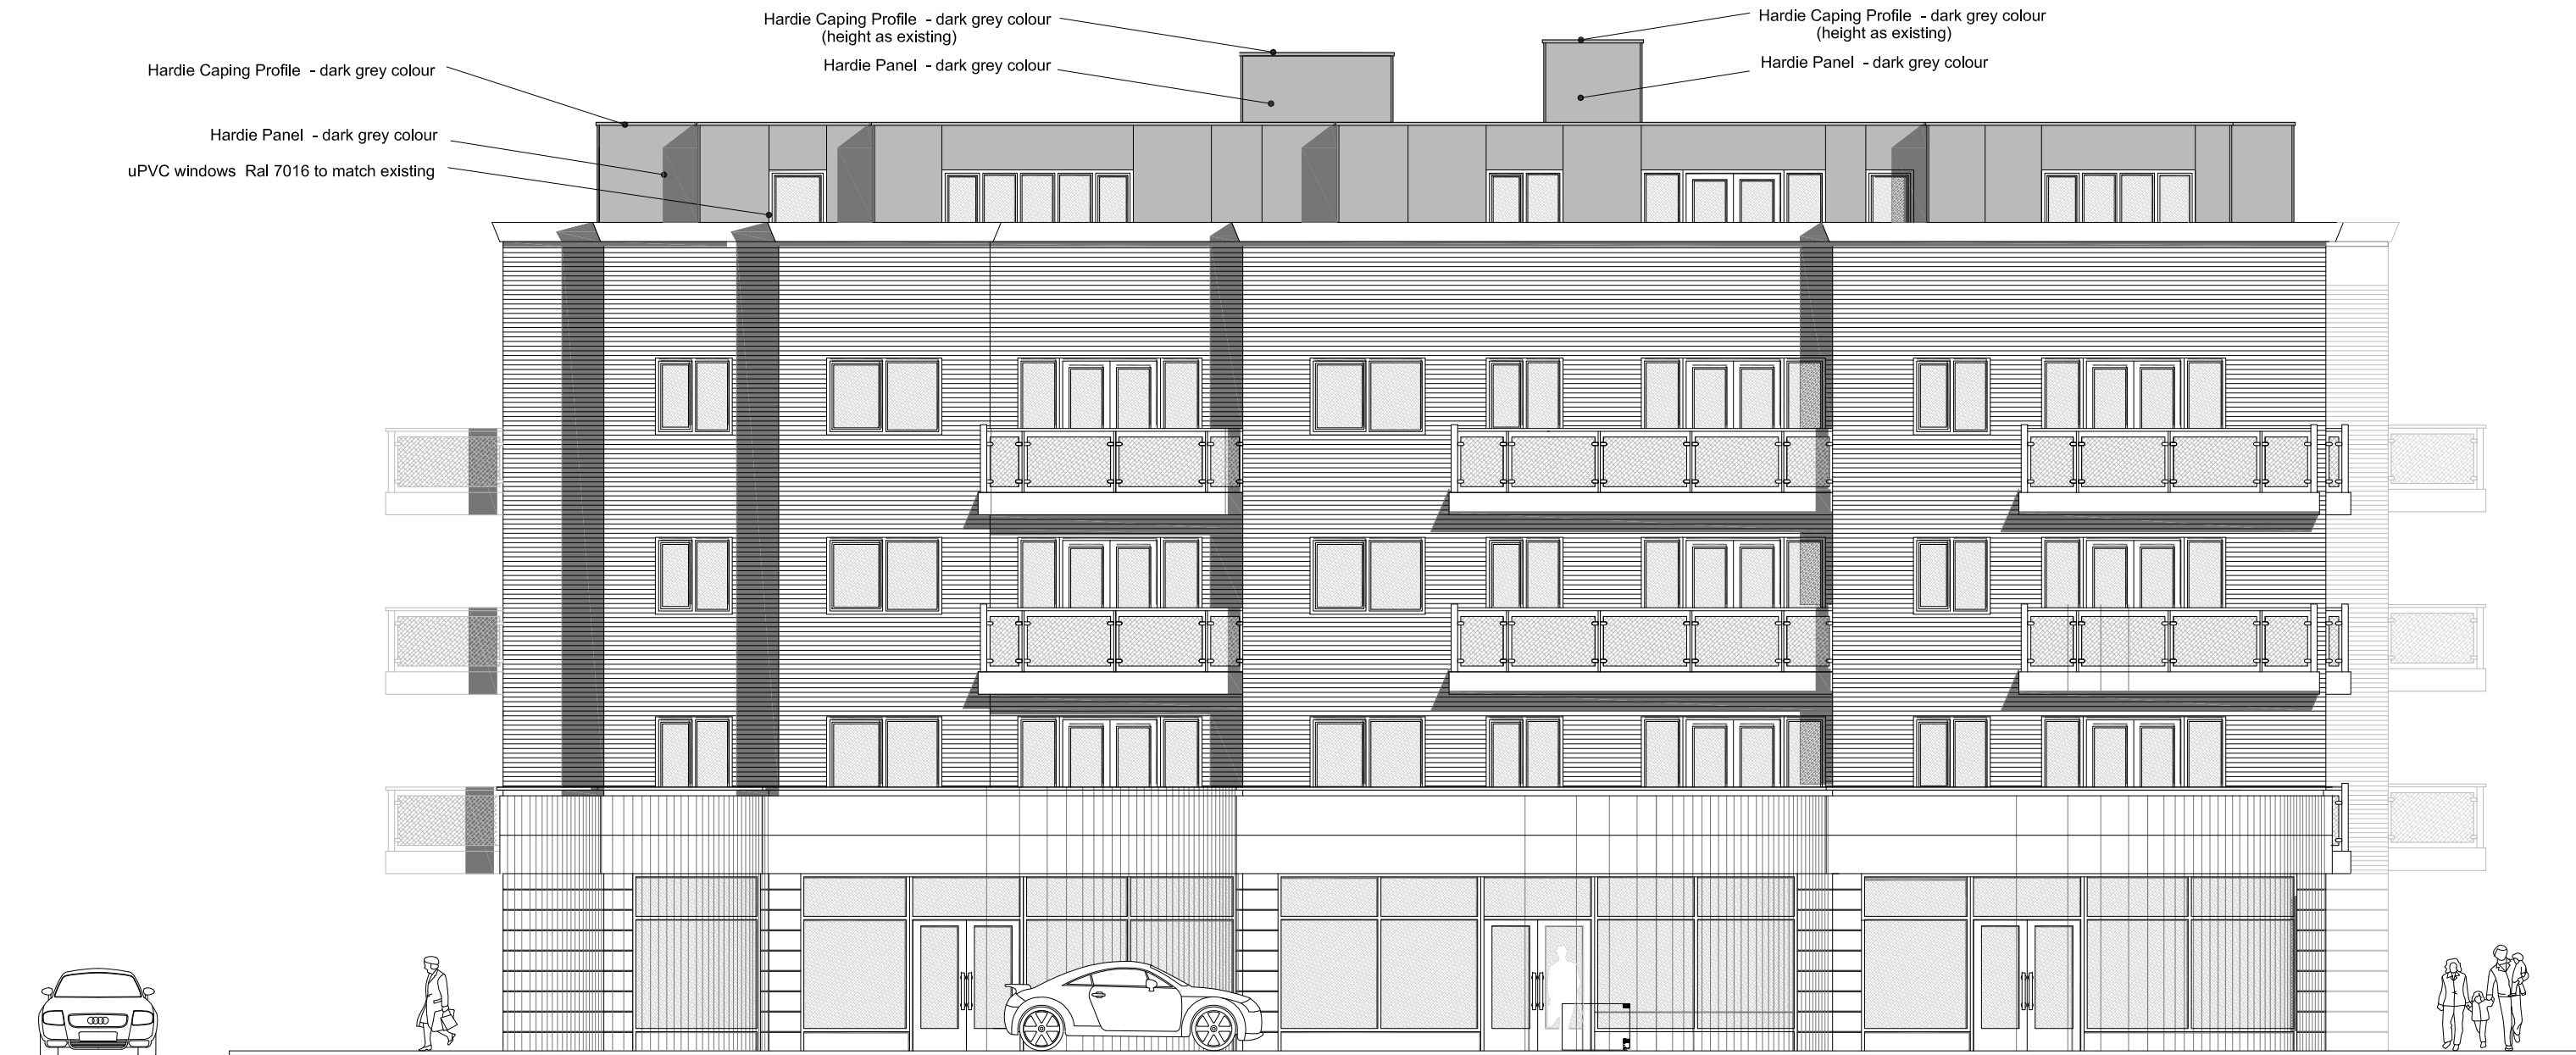 Hardie Caping Profile - dark grey colour
(height as existing)
Hardie Panel - dark grey colour
Hardie Caping Profile - dark grey colour
(height as existing)
Hardie Panel - dark grey colour
Hardie Caping Profile - dark grey colour
Hardie Panel - dark grey colour
uPVC windows Ral 7016 to match existing